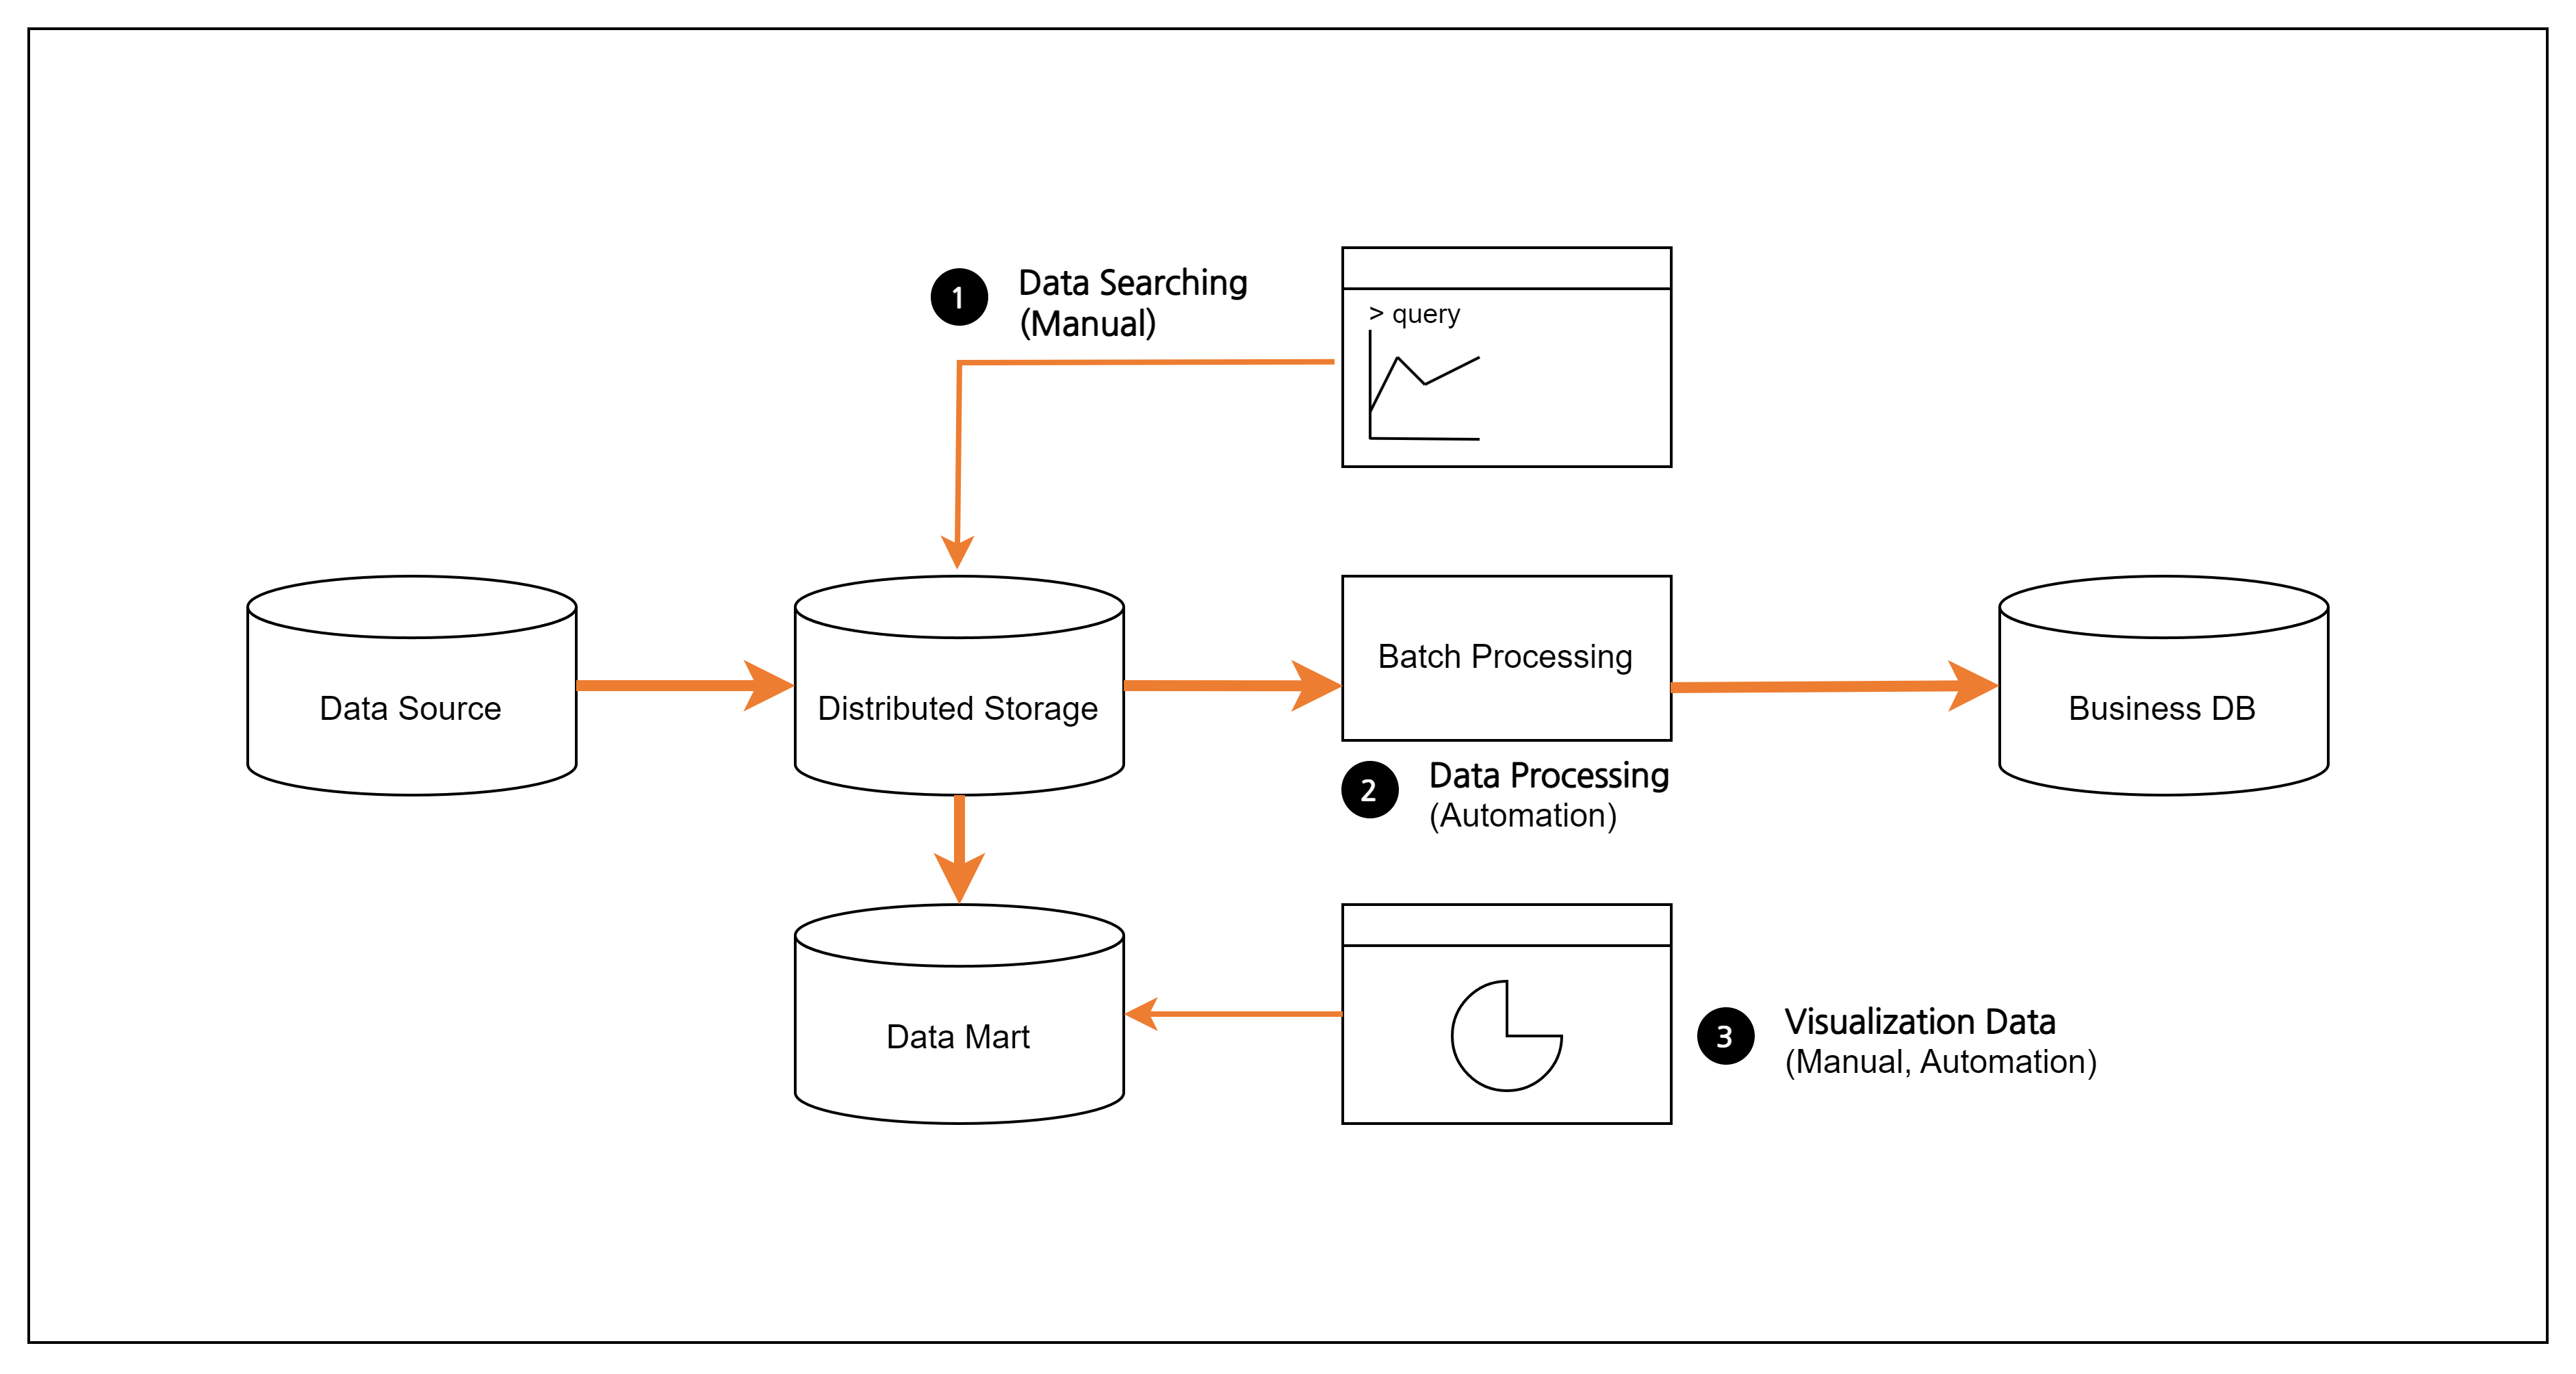 1
Data Searching
(Manual)
> query
Data Source
Distributed Storage
Batch Processing
Business DB
2
Data Processing
(Automation)
Data Mart
3
Visualization Data
(Manual, Automation)